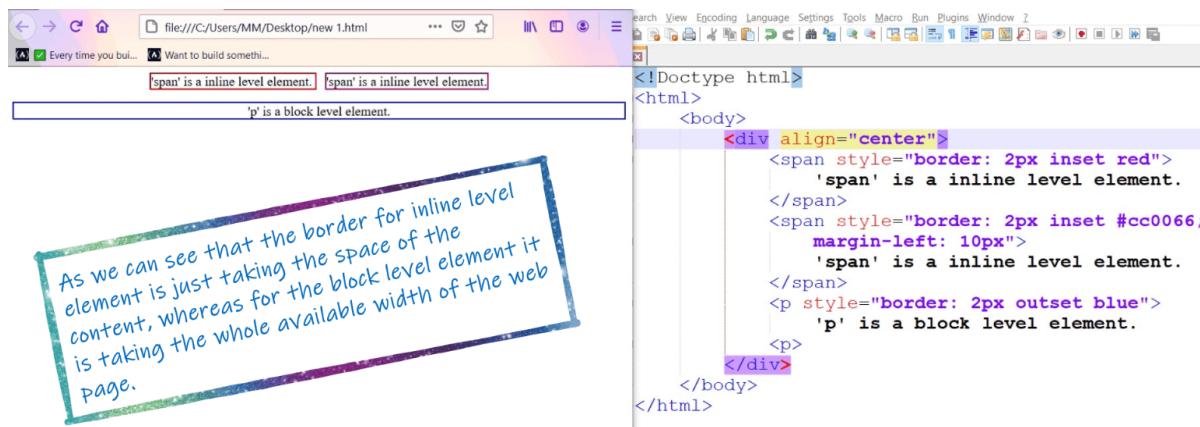 file:///C:/Users/MM/Desktop/new 1.html
Every time you bui...
Want to build somethi...
'span' is a inline level element.
'span' is a inline level element.
'p' is a block level element.
As we can see that the border for inline level
element is just taking the space of the
content, whereas for the block level element it
is taking the whole available width of the web
page.
earch View Encoding Language Settings Tools Macro Run Plugins Window ?
<!Doctype html>
<html>
<body>
<div align="center">
<span style="border: 2px inset red">
'span' is a inline level element.
</span>
<span style="border: 2px inset #cc0066,
margin-left: 10px">
'span' is a inline level element.
</span>
<p style="border: 2px outset blue">
'p' is a block level element.
<p>
</div>
</body>
</html>